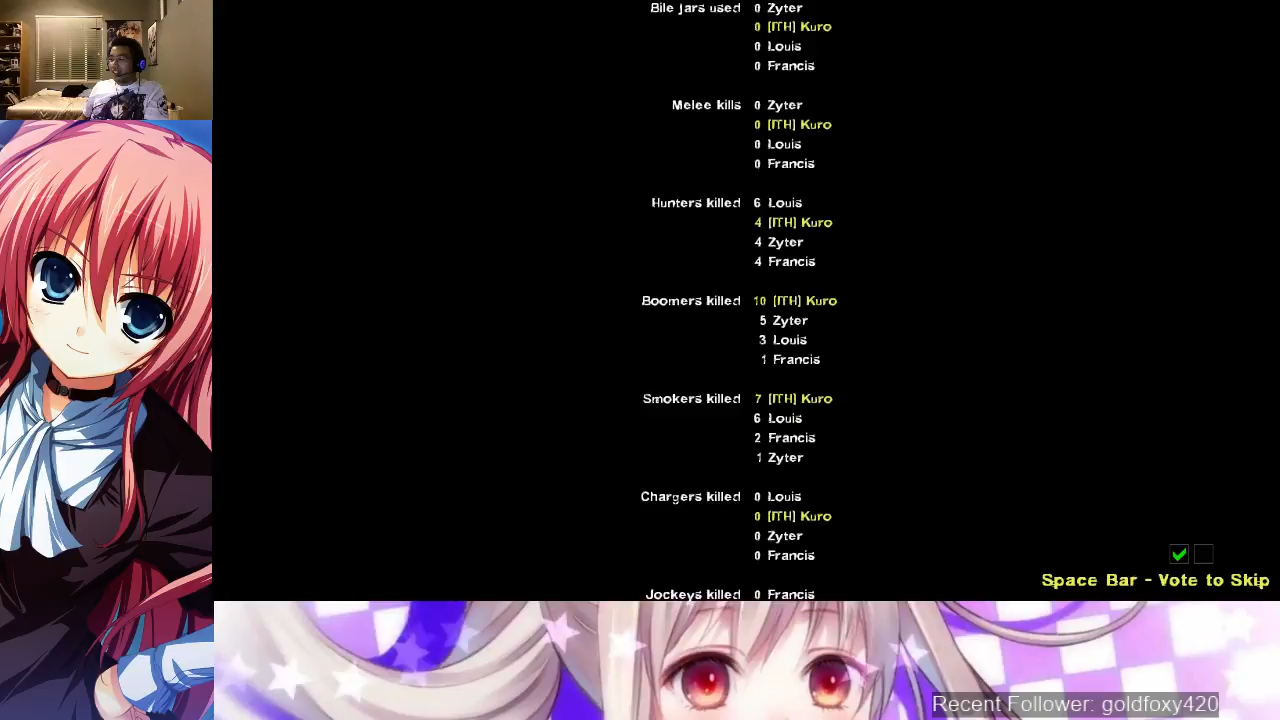 Bile jars used 0 Zyter
0 [ITH] Kuro
0 Louis
0 Francis
Melee kills 0 Zyter
0 [ITH] Kuro
0 Louis
0 Francis
Hunters killed 6 Louis
4 [ITH] Kuro
4 Zyter
4 Francis
Boomers killed 10 [ITH] Kuro
5 Zyter
3 Louis
1 Francis
Smokers killed 7 [ITH] Kuro
6 Louis
2 Francis
1 Zyter
Chargers killed 0 Louis
0 [ITH] Kuro
0 Zyter
0 Francis
Jockeys killed 0 Francis
Space Bar - Vote to Skip
Recent Follower: goldfoxy420